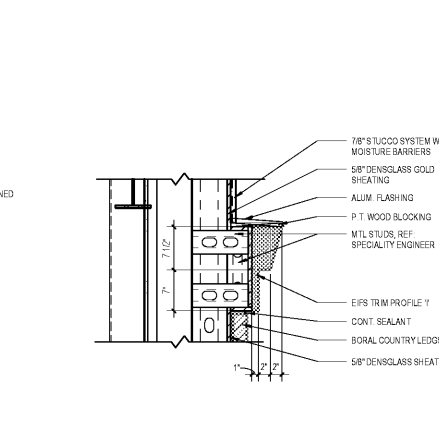 NED
7/8" STUCCO SYSTEM W
MOISTURE BARRIERS
5/8" DENSGLASS GOLD
SHEATING
ALUM. FLASHING
P.T. WOOD BLOCKING
MTL STUDS, REF:
SPECIALITY ENGINEER
7 1/2"
7"
EIFS TRIM PROFILE 'I'
CONT. SEALANT
BORAL COUNTRY LEDG
5/8" DENSGLASS SHEAT
1"
2"
2"